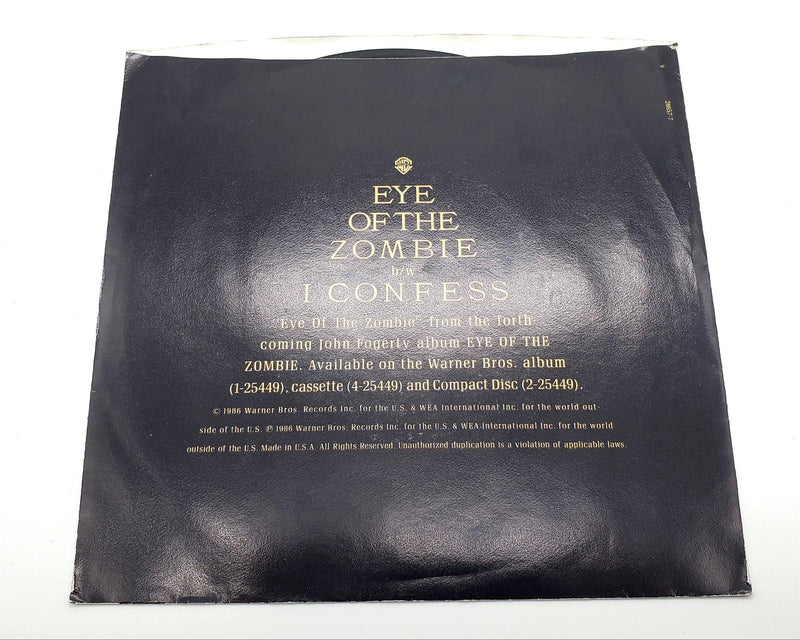 EYE
OF THE
ZOMBIE
b/w
I CONFESS
"Eye Of The Zombie" from the forth-
coming John Fogerty album EYE OF THE
ZOMBIE. Available on the Warner Bros. album
(1-25449), cassette (4-25449) and Compact Disc (2-25449).
© 1986 Warner Bros. Records Inc. for the U.S. & WEA International Inc. for the world out-
side of the U.S. ℗ 1986 Warner Bros. Records Inc. for the U.S. & WEA International Inc. for the world
outside of the U.S. Made in U.S.A. All Rights Reserved. Unauthorized duplication is a violation of applicable laws.